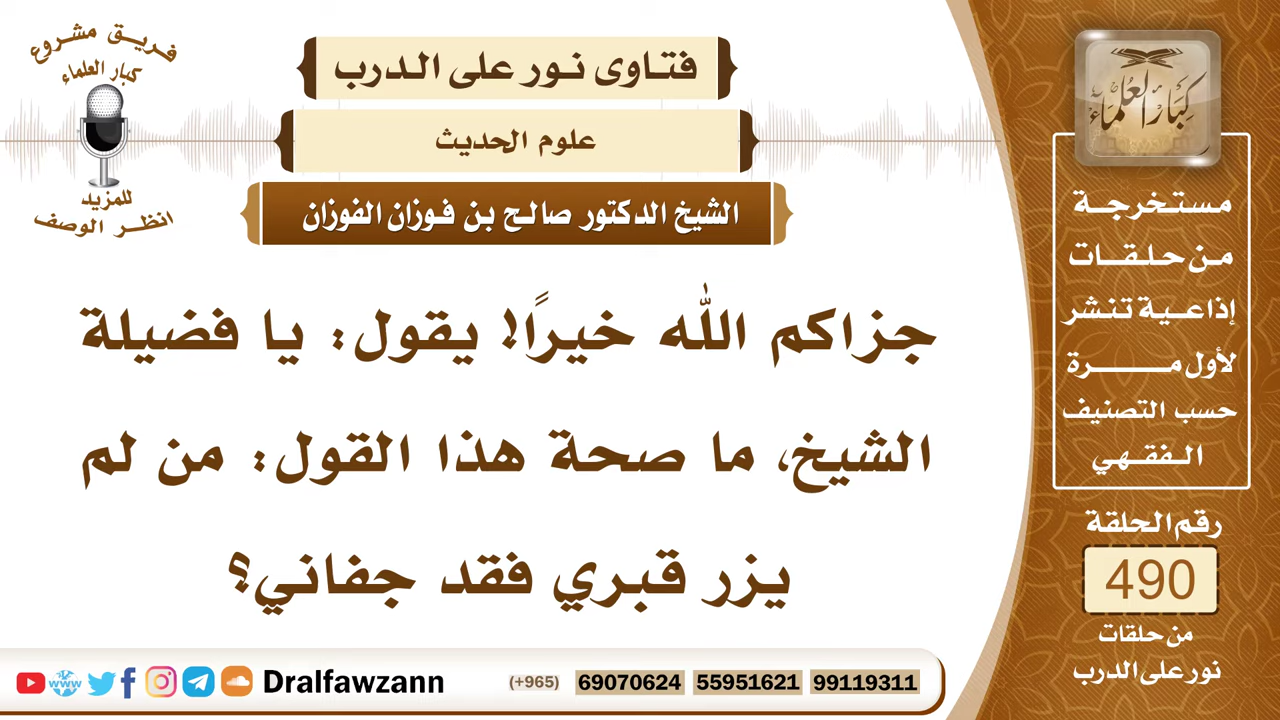 فريق مشروع
كبار العلماء
للمزيد
انظر الوصف
فتاوى نور على الدرب
علوم الحديث
الشيخ الدكتور صالح بن فوزان الفوزان
جزاكم الله خيرًا! يقول: يا فضيلة
الشيخ، ما صحة هذا القول: من لم
يزر قبري فقد جفاني؟
كبار العلماء
مستخرجة
من حلقات
إذاعية تنشر
لأول مرة
حسب التصنيف
الفقهي
رقم الحلقة
490
من حلقات
نور على الدرب
www Dralfawzann (+965) 69070624 55951621 99119311